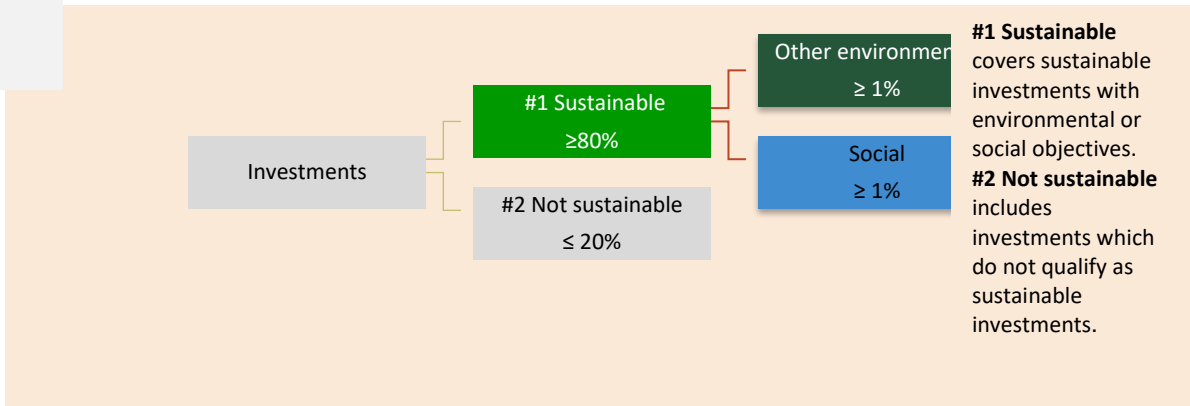 Investments
#1 Sustainable
≥80%
#2 Not sustainable
≤ 20%
Other environmen
≥ 1%
Social
≥ 1%
#1 Sustainable
covers sustainable
investments with
environmental or
social objectives.
#2 Not sustainable
includes
investments which
do not qualify as
sustainable
investments.